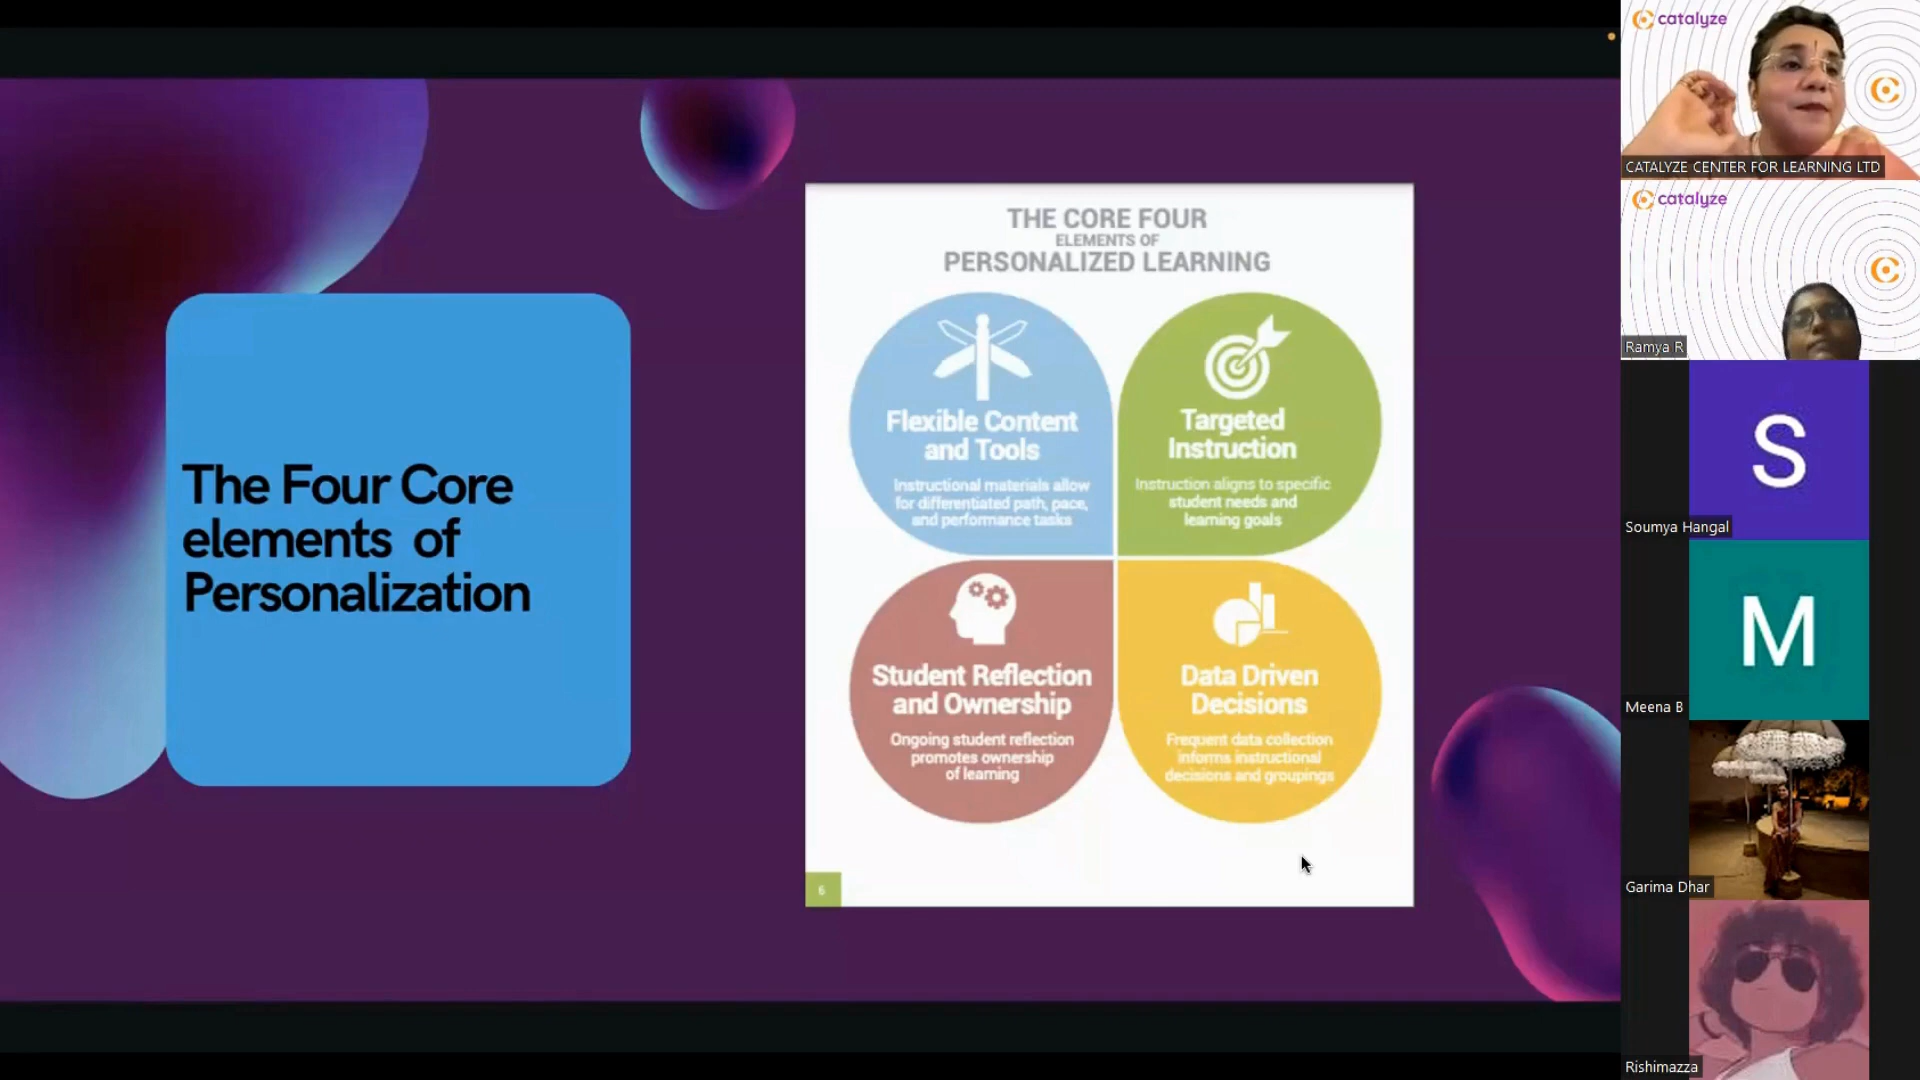 The Four Core
elements of
Personalization
THE CORE FOUR
ELEMENTS OF
PERSONALIZED LEARNING
Flexible Content
and Tools
Instructional materials allow
for differentiated path, pace,
and performance tasks
Targeted
Instruction
Instruction aligns to specific
student needs and
learning goals
Student Reflection
and Ownership
Ongoing student reflection
promotes ownership
of learning
Data Driven
Decisions
Frequent data collection
informs instructional
decisions and groupings
6
catalyze
CATALYZE CENTER FOR LEARNING LTD
catalyze
Ramya R
S
Soumya Hangal
M
Meena B
Garima Dhar
Rishimazza